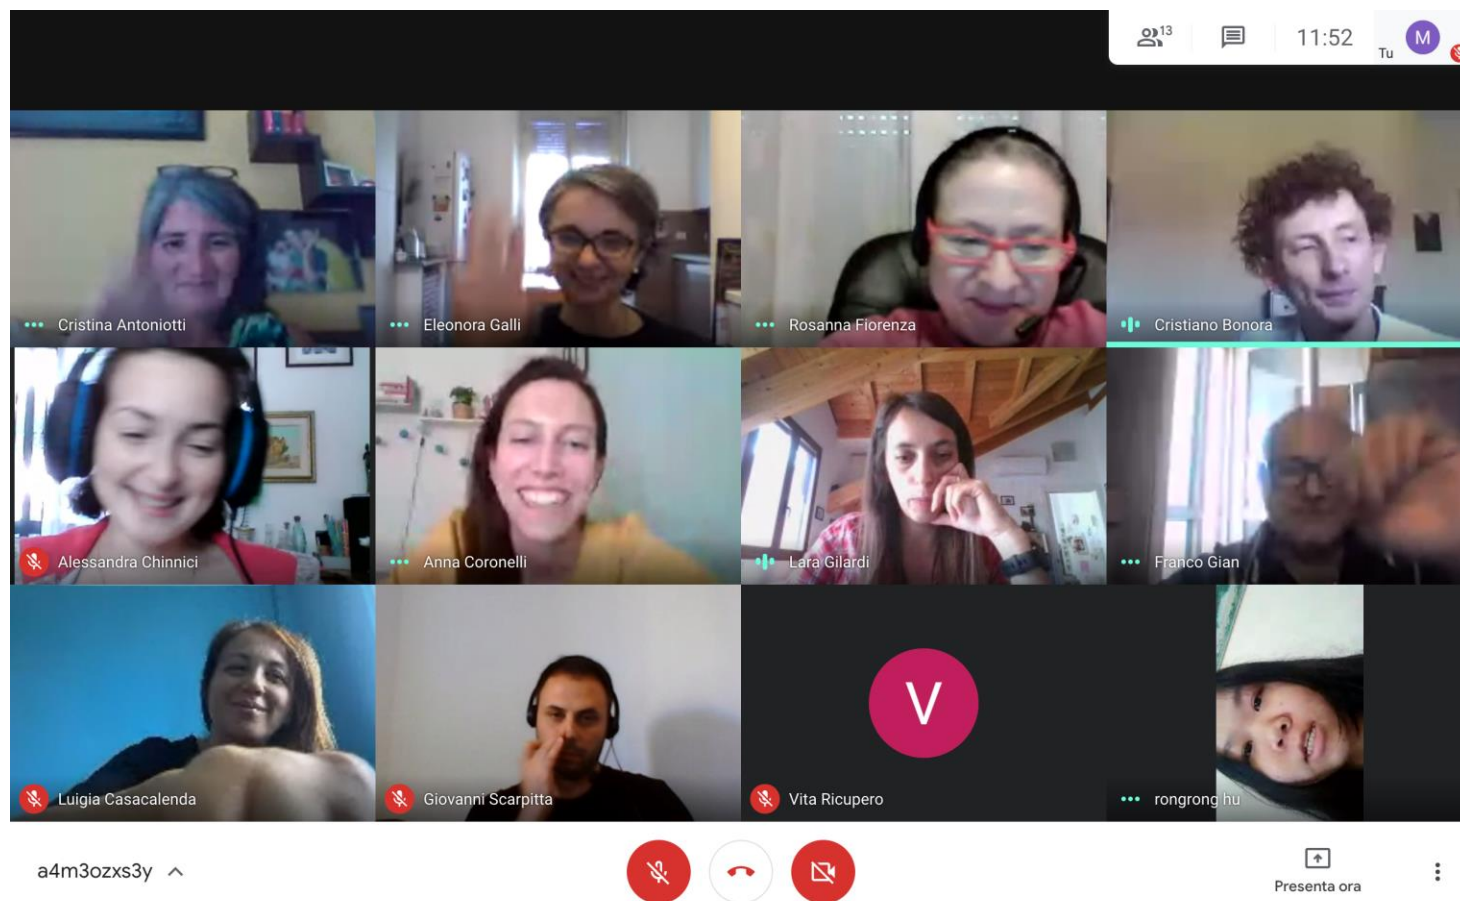 13
11:52
Tu
M
Cristina Antoniotti
Eleonora Galli
Rosanna Fiorenza
Cristiano Bonora
Alessandra Chinnici
Anna Coronelli
Lara Gilardi
Franco Gian
V
Luigia Casacalenda
Giovanni Scarpitta
Vita Ricupero
rongrong hu
a4m3ozxs3y
Presenta ora